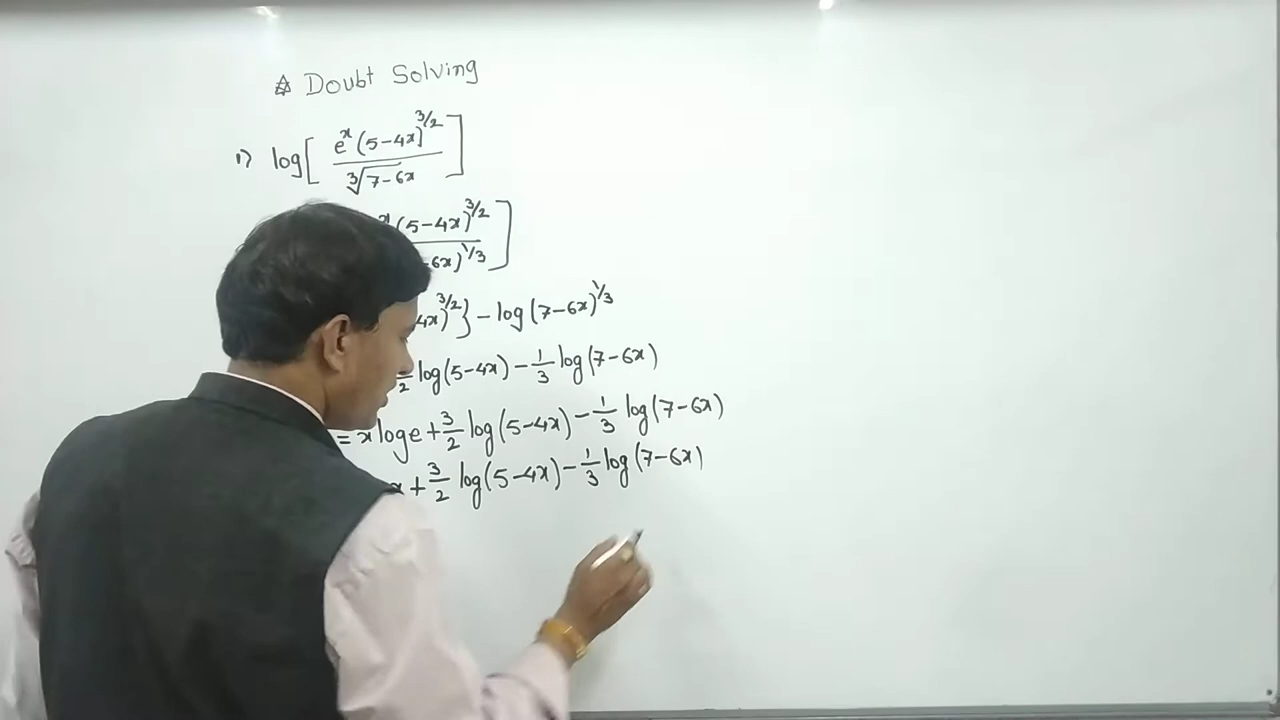 ✡ Doubt Solving
1) log[ e^x (5-4x)^3/2 / ∛7-6x ]
(5-4x)^3/2 / 6x)^1/3 ]
4x)^3/2} - log(7-6x)^1/3
log(5-4x) - 1/3 log(7-6x)
= x loge + 3/2 log(5-4x) - 1/3 log(7-6x)
x + 3/2 log(5-4x) - 1/3 log(7-6x)